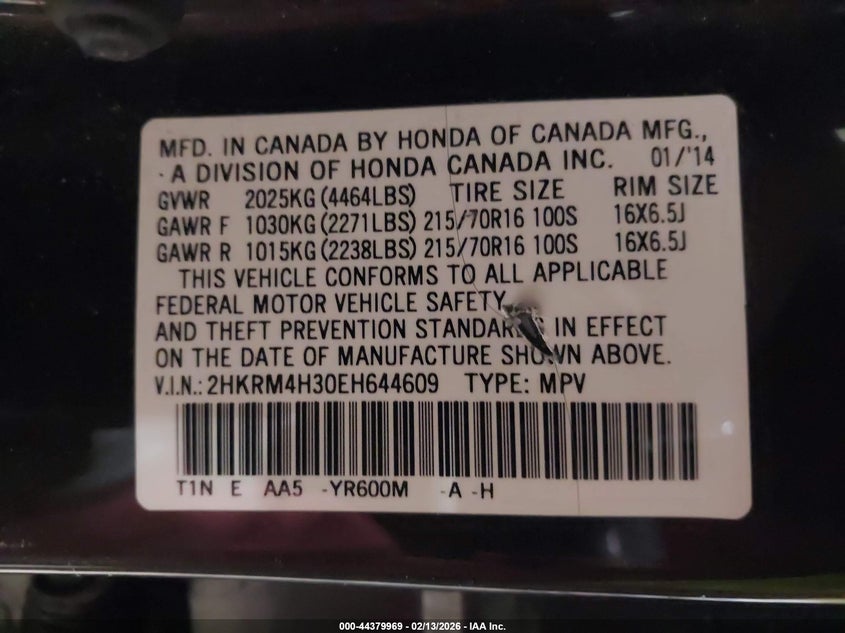 MFD. IN CANADA BY HONDA OF CANADA MFG.,
A DIVISION OF HONDA CANADA INC. 01/'14
GVWR 2025KG (4464LBS) TIRE SIZE RIM SIZE
GAWR F 1030KG (2271LBS) 215/70R16 100S 16X6.5J
GAWR R 1015KG (2238LBS) 215/70R16 100S 16X6.5J
THIS VEHICLE CONFORMS TO ALL APPLICABLE
FEDERAL MOTOR VEHICLE SAFETY
AND THEFT PREVENTION STANDARDS IN EFFECT
ON THE DATE OF MANUFACTURE SHOWN ABOVE.
V.I.N.: 2HKRM4H30EH644609 TYPE: MPV
T1N E AA5 -YR600M -A -H
000-44379969 - 02/13/2026 - IAA Inc.